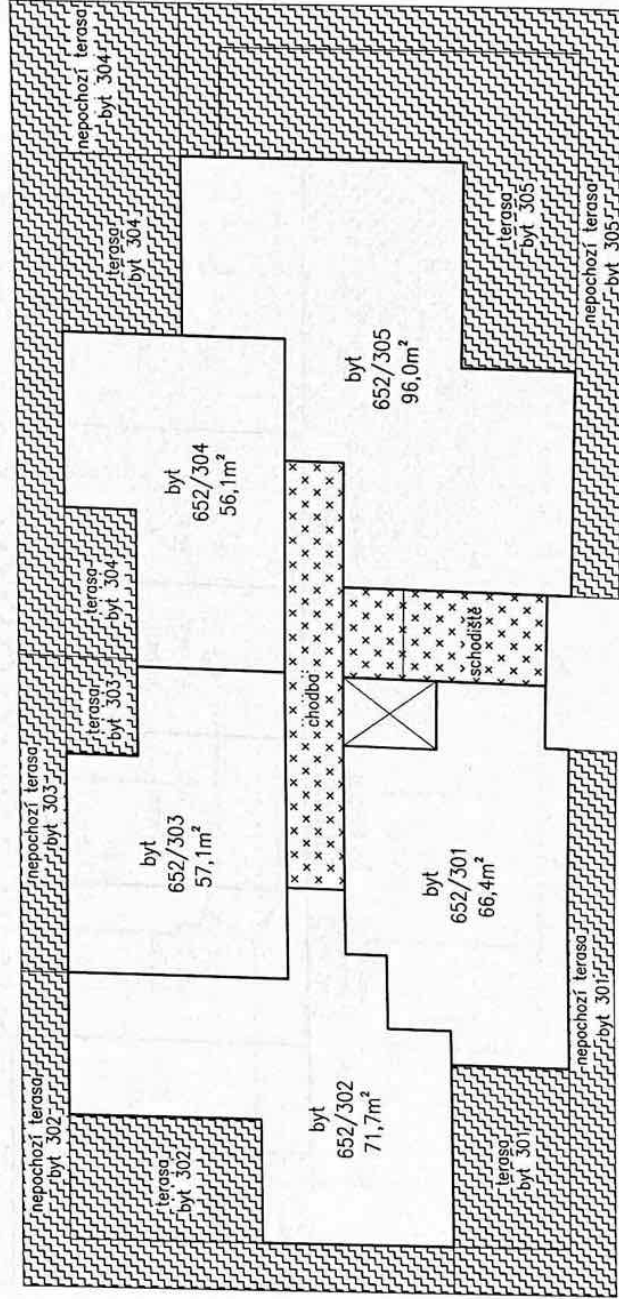 nepochozí terasa
byt 302
nepochozí terasa
byt 303
nepochozí terasa
byt 304
terasa
byt 302
terasa
byt 303
terasa
byt 304
terasa
byt 304
byt
652/303
57,1m²
byt
652/304
56,1m²
byt
652/302
71,7m²
chodba
byt
652/305
96,0m²
byt
652/301
66,4m²
schodiště
terasa
byt 305
terasa
byt 301
nepochozí terasa
byt 301
nepochozí terasa
byt 305